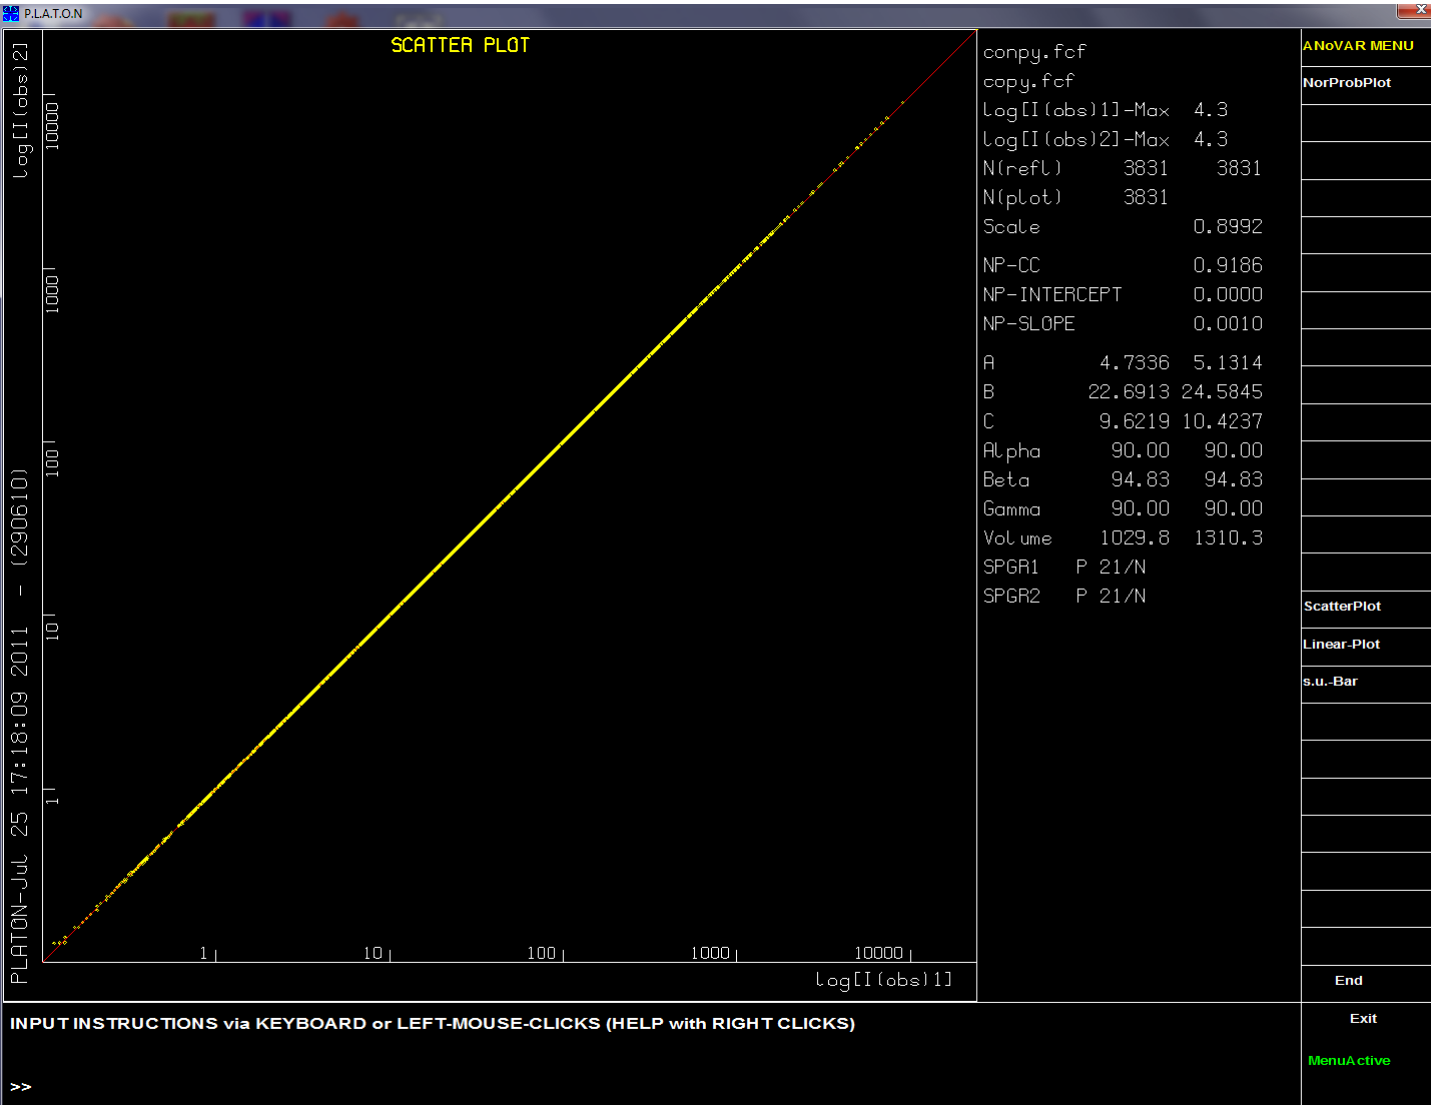 P.L.A.T.O.N
SCATTER PLOT
log[I(obs)2]
10000
1000
100
10
1
PLATON-Jul 25 17:18:09 2011 - (290610)
1
10
100
1000
10000
log[I(obs)1]
conpy.fcf
copy.fcf
log[I(obs)1]-Max 4.3
log[I(obs)2]-Max 4.3
N(refl) 3831 3831
N(plot) 3831
Scale 0.8992
NP-CC 0.9186
NP-INTERCEPT 0.0000
NP-SLOPE 0.0010
A 4.7336 5.1314
B 22.6913 24.5845
C 9.6219 10.4237
Alpha 90.00 90.00
Beta 94.83 94.83
Gamma 90.00 90.00
Volume 1029.8 1310.3
SPGR1 P 21/N
SPGR2 P 21/N
ANoVAR MENU
NorProbPlot
ScatterPlot
Linear-Plot
s.u.-Bar
End
Exit
MenuActive
INPUT INSTRUCTIONS via KEYBOARD or LEFT-MOUSE-CLICKS (HELP with RIGHT CLICKS)
>>